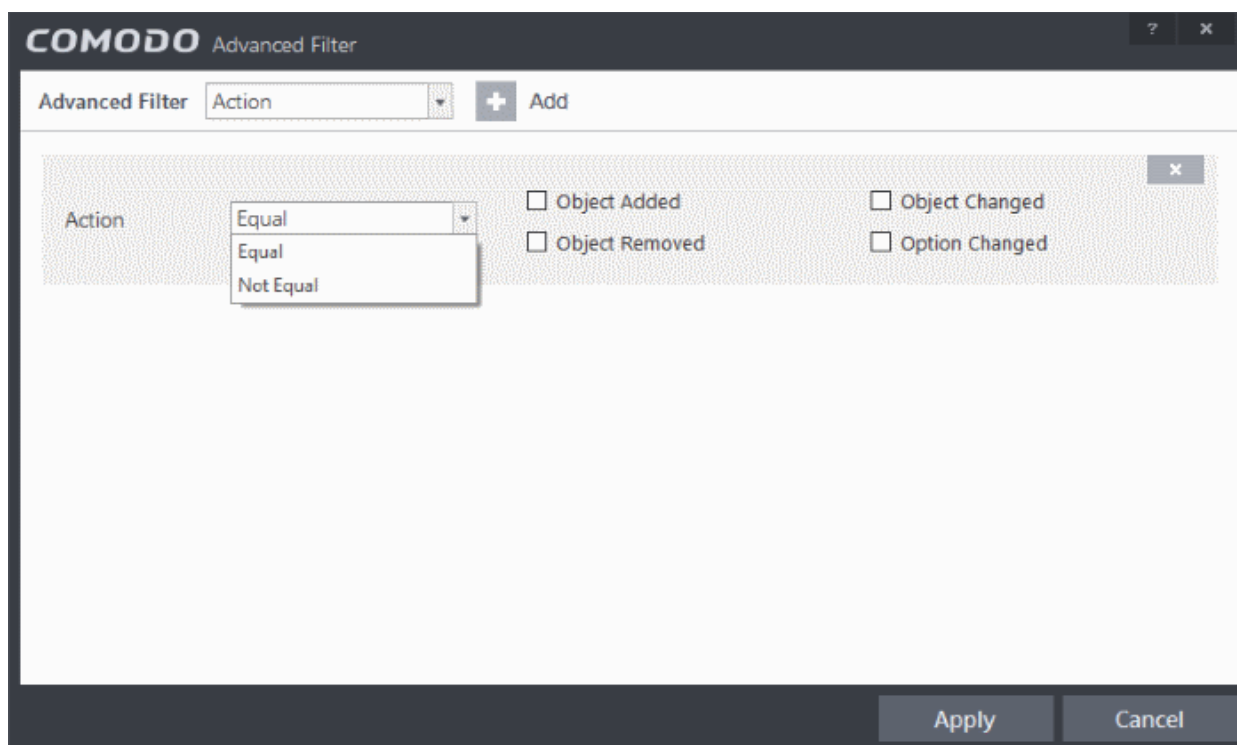 COMODO Advanced Filter
? ×
Advanced Filter Action + Add
×
Action Equal
Object Added Object Changed
Object Removed Option Changed
Equal
Not Equal
Apply Cancel